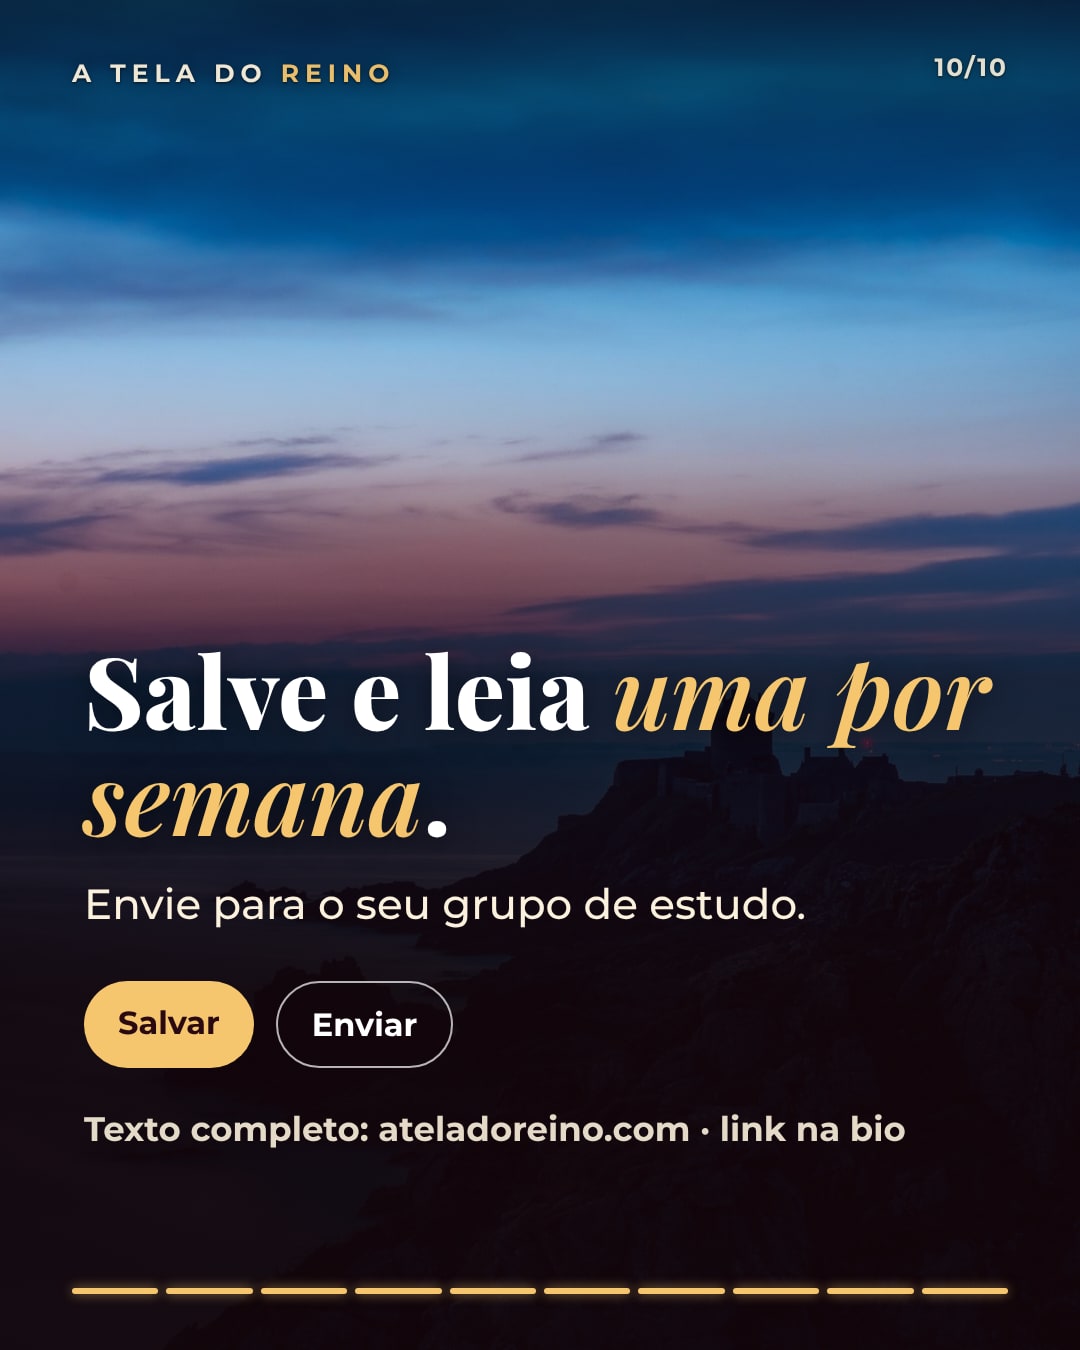 A TELA DO REINO
10/10
Salve e leia uma por
semana.
Envie para o seu grupo de estudo.
Salvar
Enviar
Texto completo: ateladoreino.com · link na bio